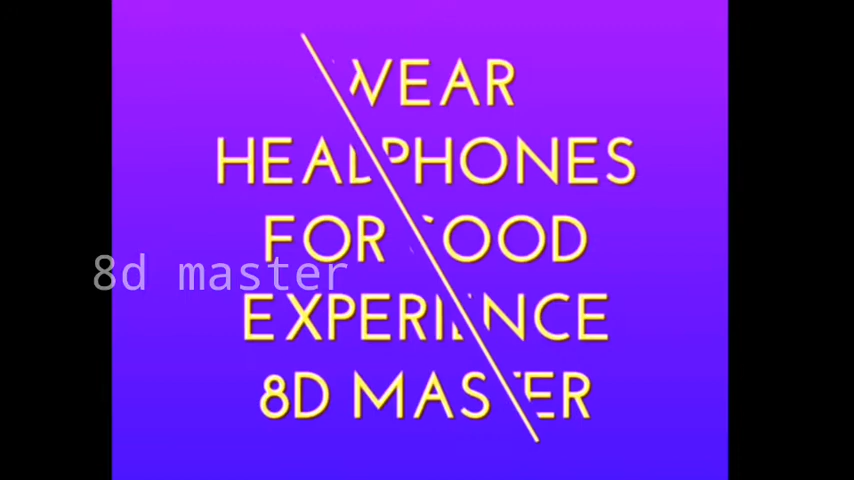 WEAR
HEADPHONES
FOR GOOD
8d master
EXPERIENCE
8D MASTER